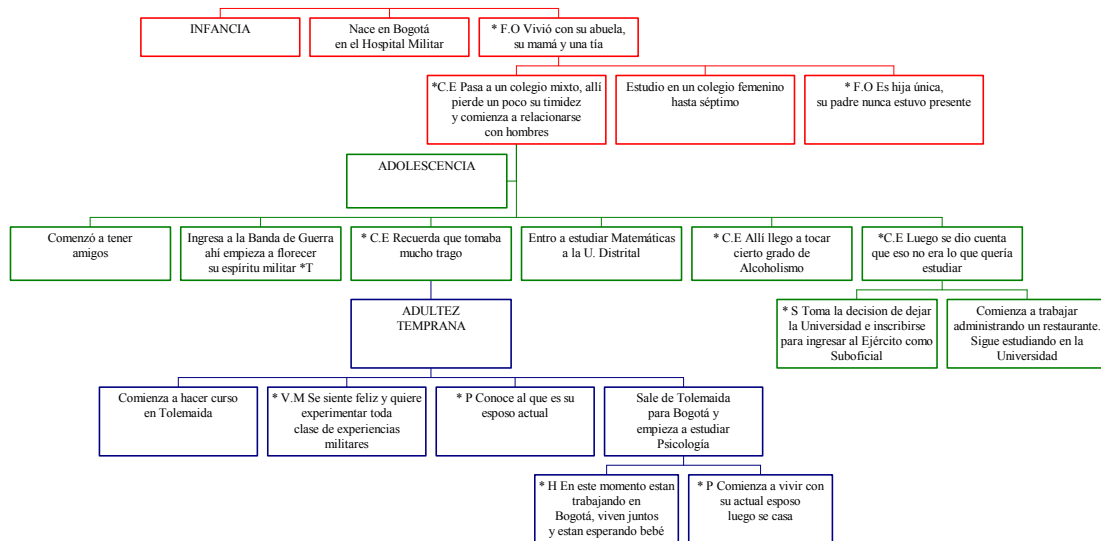 INFANCIA
Nace en Bogotá
en el Hospital Militar
* F.O Vivió con su abuela,
su mamá y una tía
*C.E Pasa a un colegio mixto, allí
pierde un poco su timidez
y comienza a relacionarse
con hombres
Estudio en un colegio femenino
hasta séptimo
* F.O Es hija única,
su padre nunca estuvo presente
ADOLESCENCIA
Comenzó a tener
amigos
Ingresa a la Banda de Guerra
ahí empieza a florecer
su espíritu militar *T
* C.E Recuerda que tomaba
mucho trago
Entro a estudiar Matemáticas
a la U. Distrital
* C.E Allí llego a tocar
cierto grado de
Alcoholismo
*C.E Luego se dio cuenta
que eso no era lo que quería
estudiar
* S Toma la decision de dejar
la Universidad e inscribirse
para ingresar al Ejército como
Suboficial
Comienza a trabajar
administrando un restaurante.
Sigue estudiando en la
Universidad
ADULTEZ
TEMPRANA
Comienza a hacer curso
en Tolemaida
* V.M Se siente feliz y quiere
experimentar toda
clase de experiencias
militares
* P Conoce al que es su
esposo actual
Sale de Tolemaida
para Bogotá y
empieza a estudiar
Psicología
* H En este momento estan
trabajando en
Bogotá, viven juntos
y estan esperando bebé
* P Comienza a vivir con
su actual esposo
luego se casa